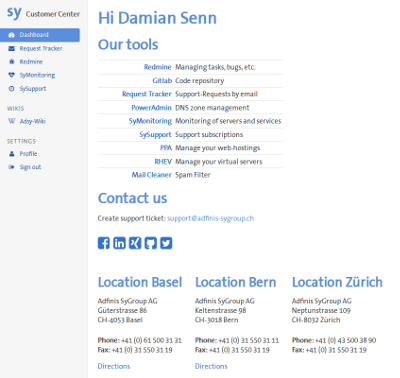 sy Customer Center
Dashboard
Request Tracker
Redmine
SyMonitoring
SySupport
WIKIS
Adsy-Wiki
SETTINGS
Profile
Sign out
Hi Damian Senn
Our tools
Redmine Managing tasks, bugs, etc.
Gitlab Code repository
Request Tracker Support-Requests by email
PowerAdmin DNS zone management
SyMonitoring Monitoring of servers and services
SySupport Support subscriptions
PPA Manage your web-hostings
RHEV Manage your virtual servers
Mail Cleaner Spam Filter
Contact us
Create support ticket: support@adfinis-sygroup.ch
Location Basel
Adfinis SyGroup AG
Güterstrasse 86
CH-4053 Basel
Phone: +41 (0) 61 500 31 31
Fax: +41 (0) 31 550 31 19
Directions
Location Bern
Adfinis SyGroup AG
Keltenstrasse 98
CH-3018 Bern
Phone: +41 (0) 31 550 31 11
Fax: +41 (0) 31 550 31 19
Directions
Location Zürich
Adfinis SyGroup AG
Neptunstrasse 109
CH-8032 Zürich
Phone: +41 (0) 43 500 38 90
Fax: +41 (0) 31 550 31 19